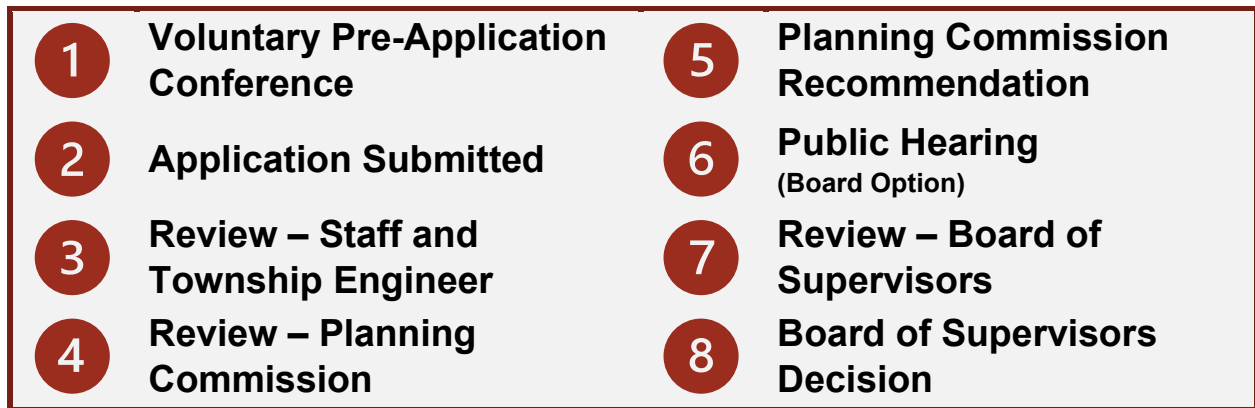 1 Voluntary Pre-Application
Conference
2 Application Submitted
3 Review – Staff and
Township Engineer
4 Review – Planning
Commission
5 Planning Commission
Recommendation
6 Public Hearing
(Board Option)
7 Review – Board of
Supervisors
8 Board of Supervisors
Decision